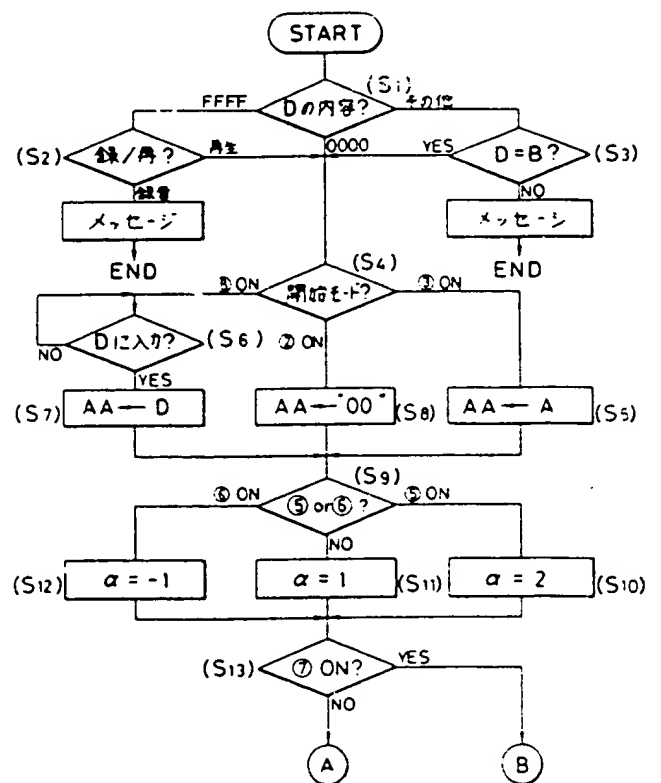 START
(S1)
FFFF
Dの内容?
その他
(S2)
録/再?
再生
0000
YES
D=B?
(S3)
録音
NO
メッセージ
メッセージ
END
END
(S4)
開始モード?
③ ON
Dに入力?
(S6)
② ON
NO
YES
(S7)
AA ← D
AA ← "00"
(S8)
AA ← A
(S5)
(S9)
⑥ ON
⑤ or ⑥ ?
⑤ ON
NO
(S12)
α = -1
α = 1
(S11)
α = 2
(S10)
(S13)
⑦ ON?
YES
NO
A
B